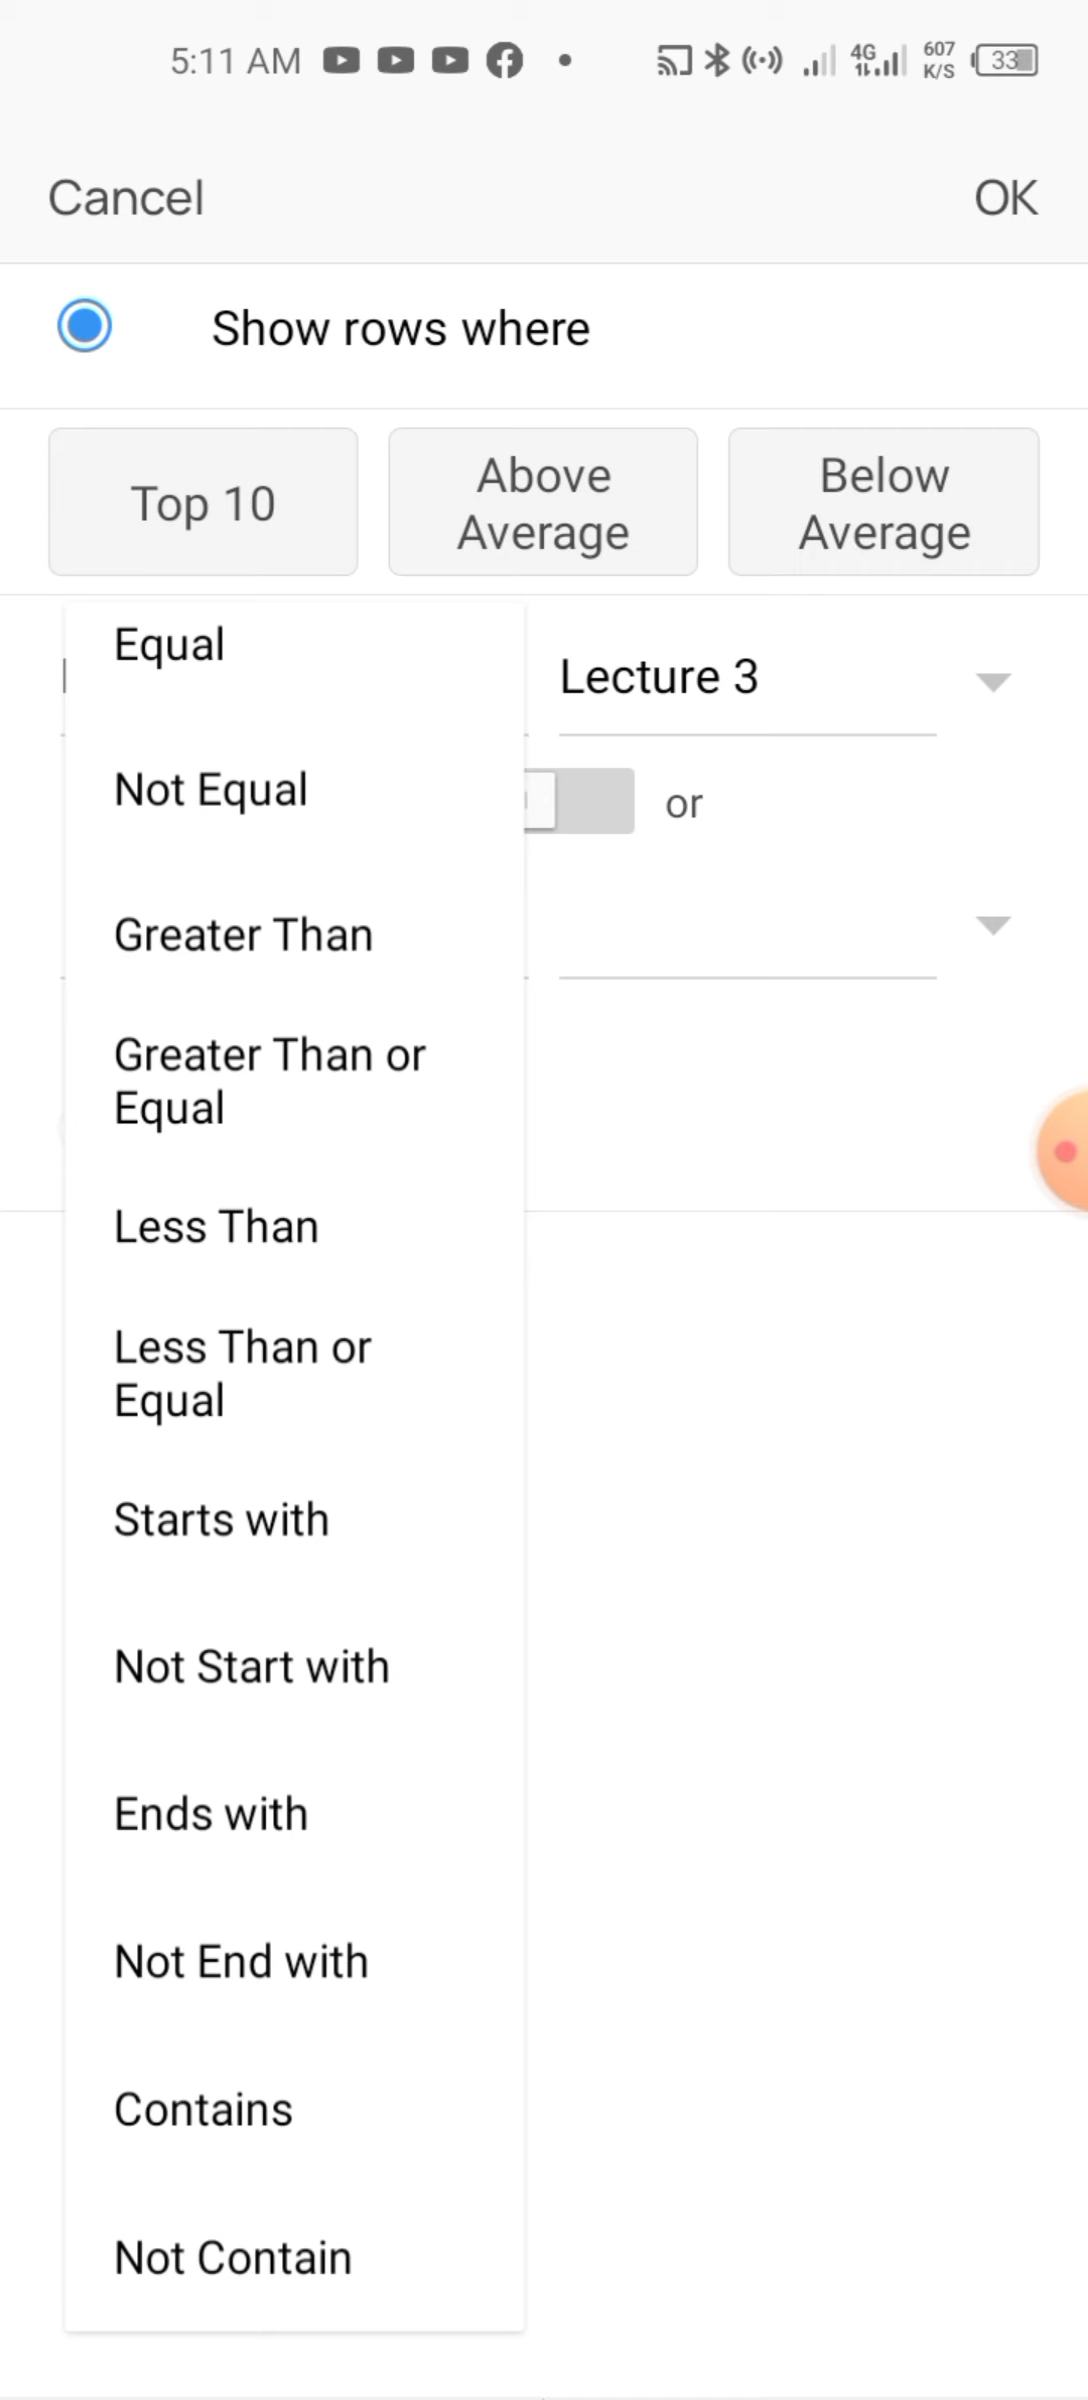 5:11 AM 4G 607 K/S 33
Cancel OK
Show rows where
Top 10
Above
Average
Below
Average
Equal
Lecture 3
Not Equal
or
Greater Than
Greater Than or
Equal
Less Than
Less Than or
Equal
Starts with
Not Start with
Ends with
Not End with
Contains
Not Contain